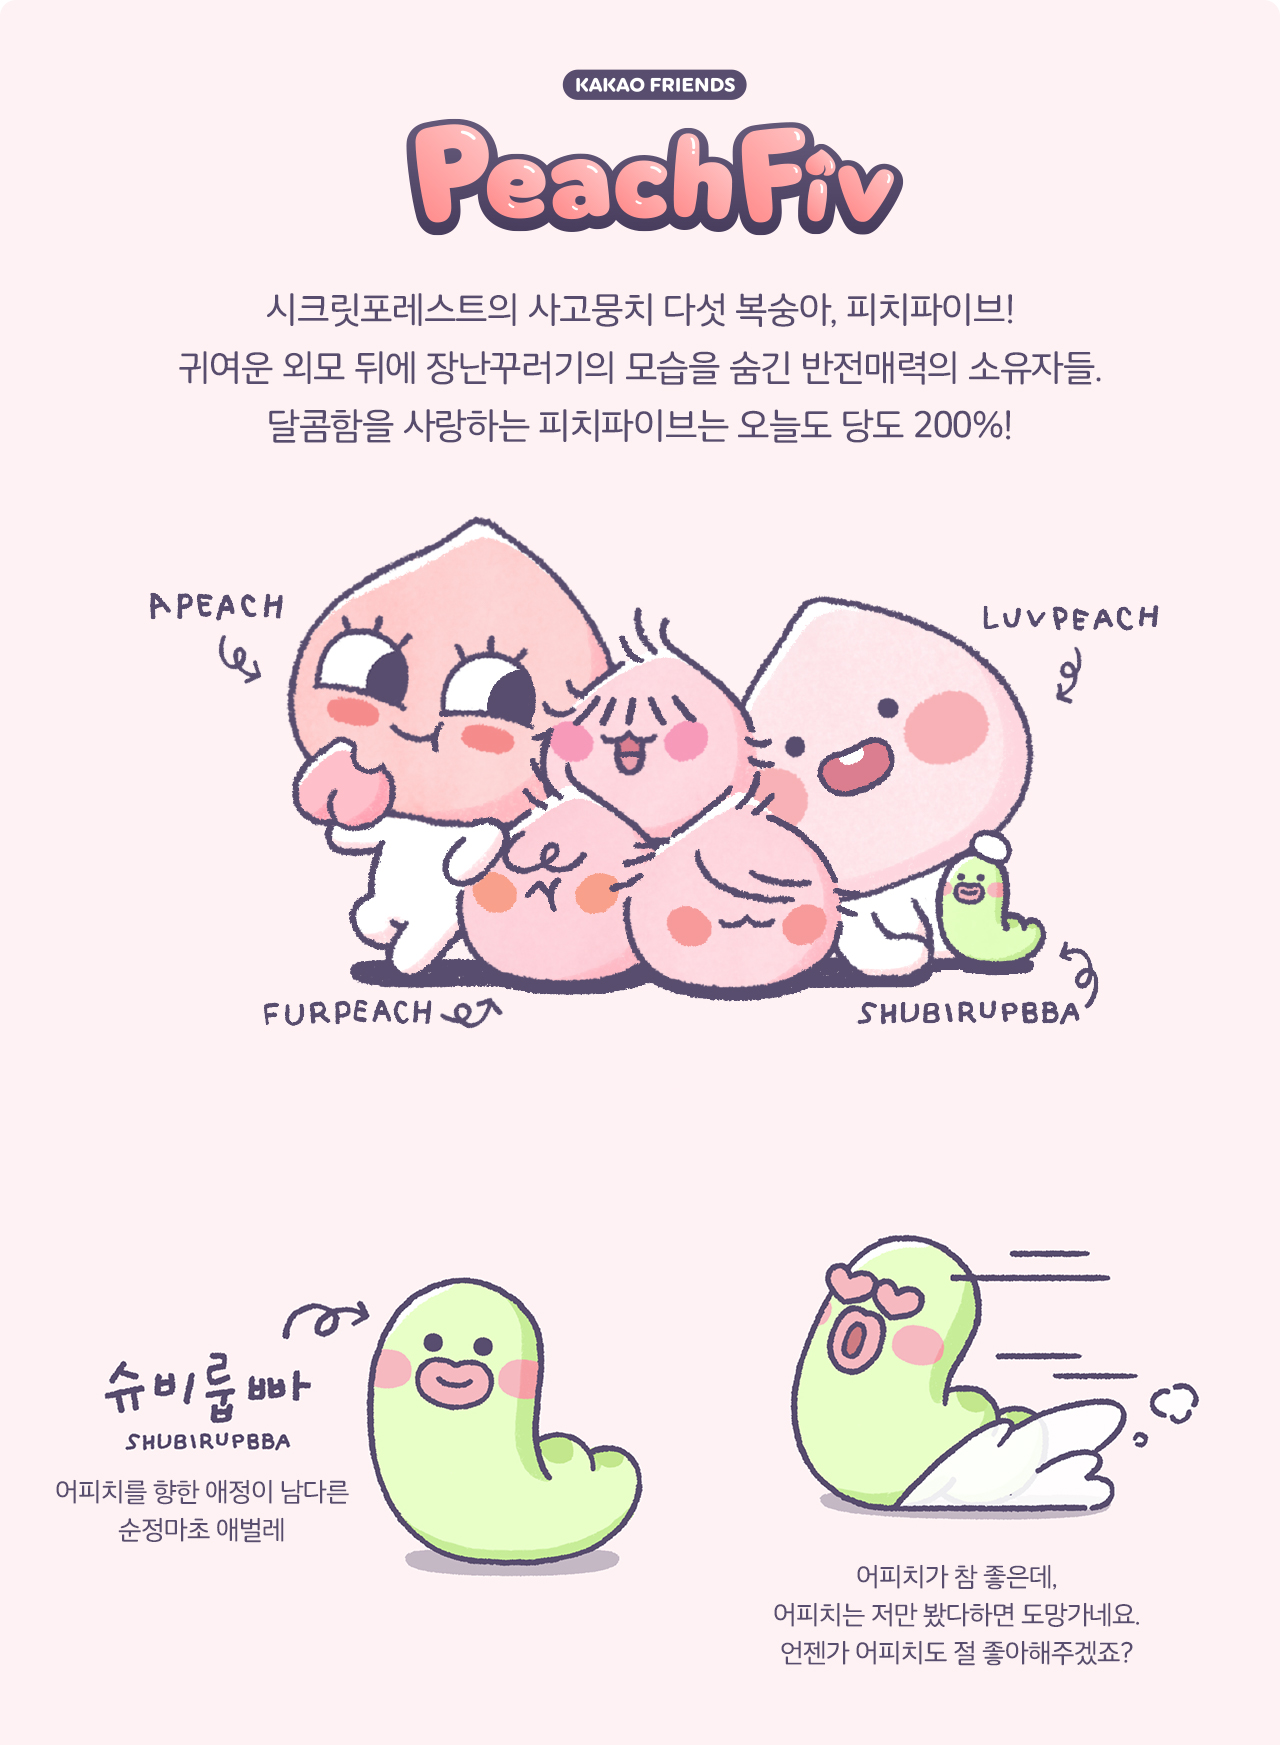 KAKAO FRIENDS
PeachFiv
시크릿포레스트의 사고뭉치 다섯 복숭아, 피치파이브!
귀여운 외모 뒤에 장난꾸러기의 모습을 숨긴 반전매력의 소유자들.
달콤함을 사랑하는 피치파이브는 오늘도 당도 200%!
APEACH
LUVPEACH
FURPEACH
SHUBIRUPBBA
슈비룹빠
SHUBIRUPBBA
어피치를 향한 애정이 남다른
순정마초 애벌레
어피치가 참 좋은데,
어피치는 저만 봤다하면 도망가네요.
언젠가 어피치도 절 좋아해주겠죠?